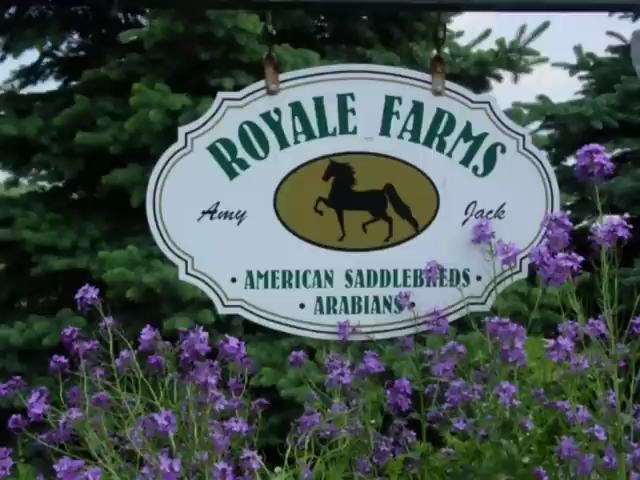 ROYALE FARMS
Amy Jack
• AMERICAN SADDLEBREDS •
• ARABIANS •